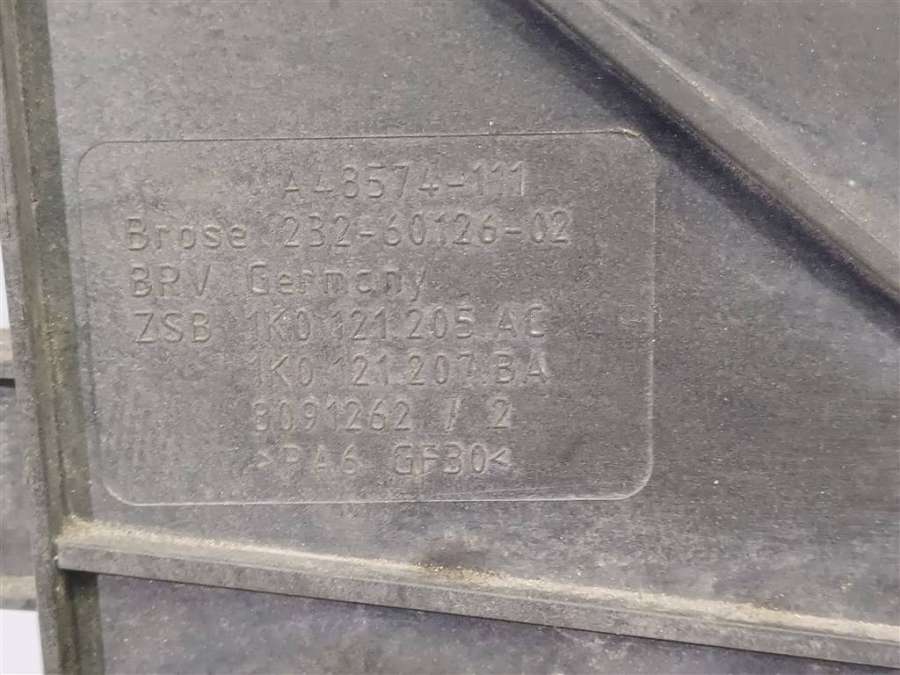 A48574-111
Brose 232-60126-02
BRV Germany
ZSB 1K0.121.205.AC
1K0.121.207.BA
8091262 / 2
>PA6 GF30<